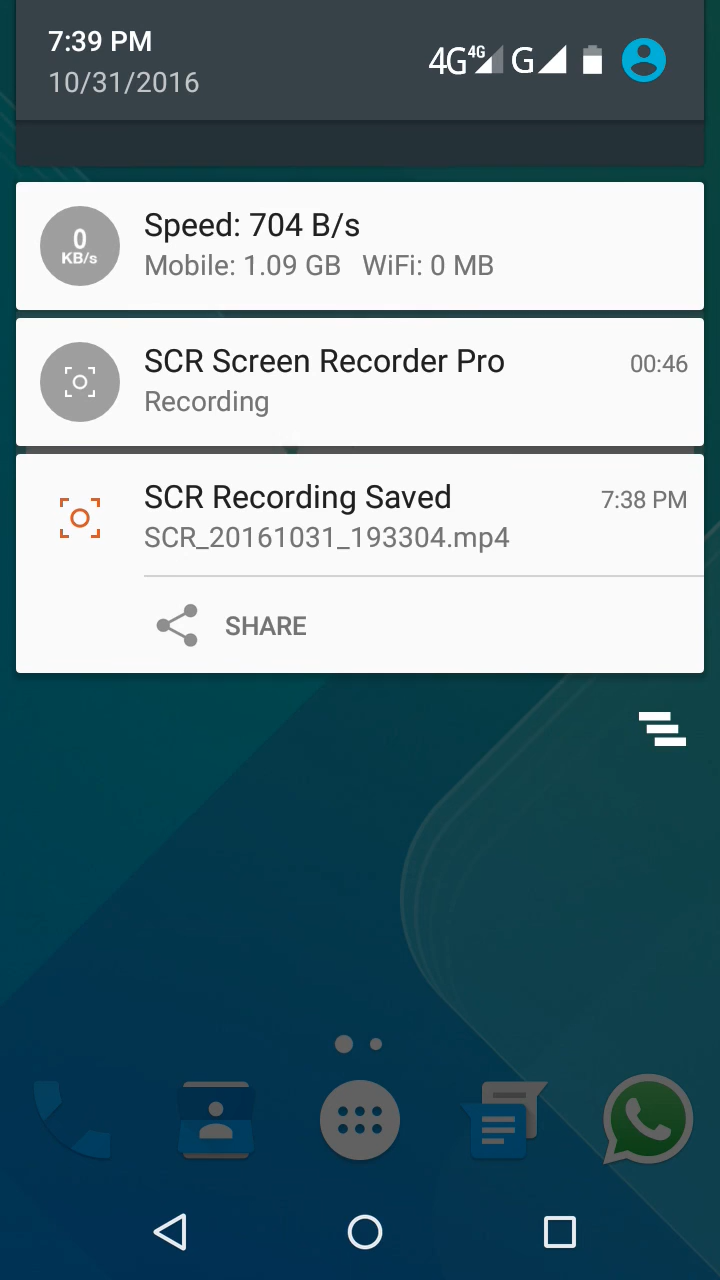 7:39 PM
10/31/2016
4G 4G G
0
KB/s
Speed: 704 B/s
Mobile: 1.09 GB WiFi: 0 MB
SCR Screen Recorder Pro 00:46
Recording
SCR Recording Saved 7:38 PM
SCR_20161031_193304.mp4
SHARE